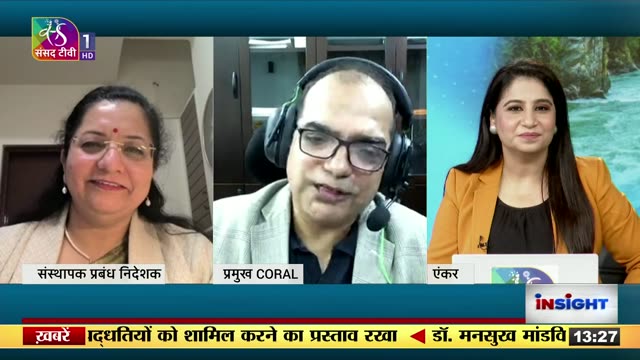 संसद टीवी 1
HD
संस्थापक प्रबंध निदेशक
प्रमुख CORAL
एंकर
INSIGHT
ख़बरें द्धतियों को शामिल करने का प्रस्ताव रखा ◄ डॉ. मनसुख मांडवि 13:27